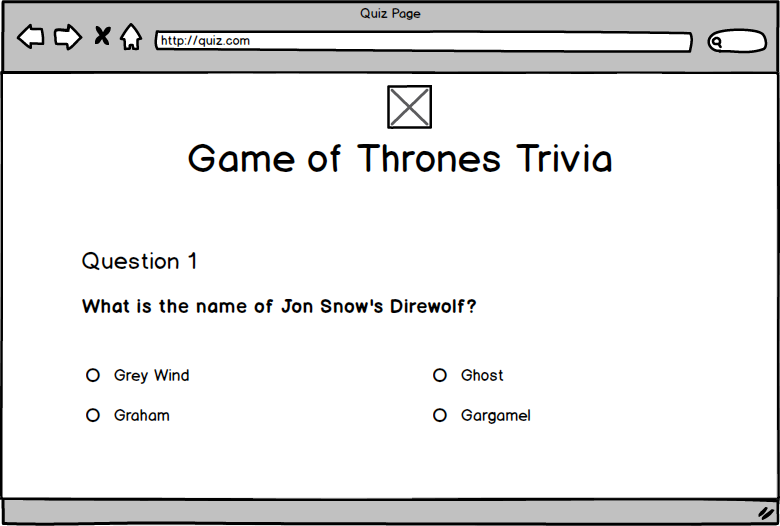 Quiz Page
http://quiz.com
Game of Thrones Trivia
Question 1
What is the name of Jon Snow's Direwolf?
Grey Wind
Ghost
Graham
Gargamel